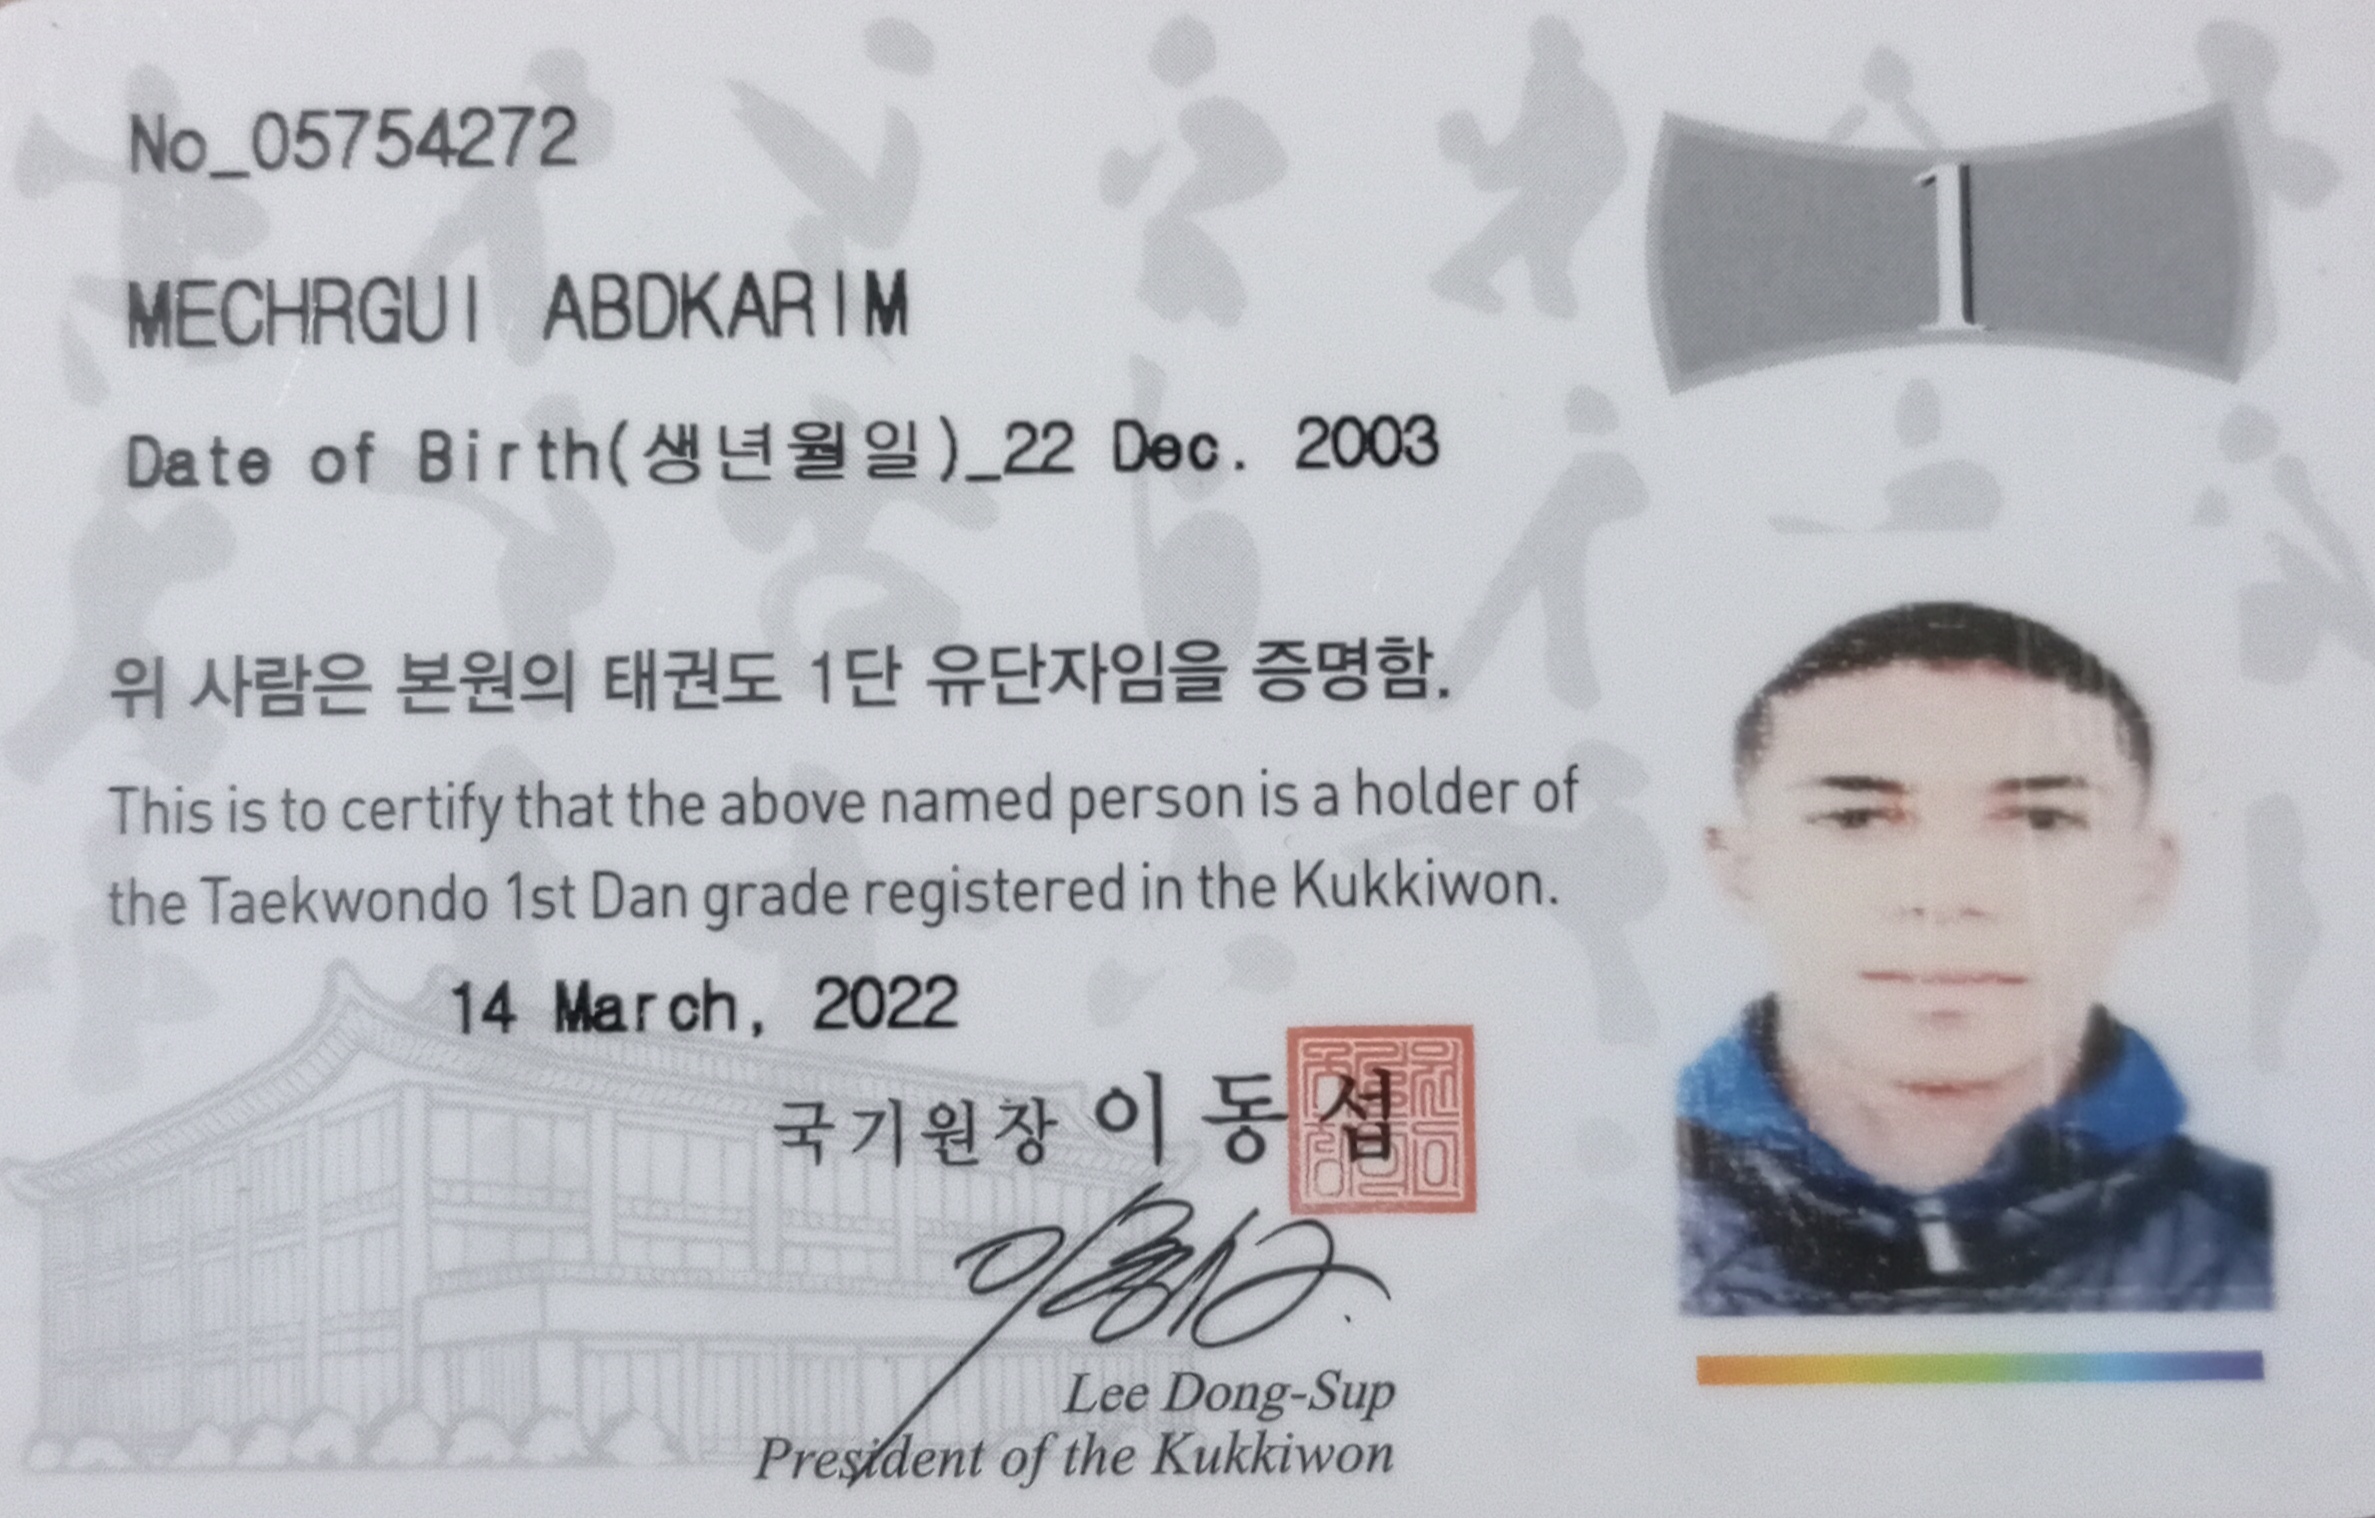 No_05754272
1
MECHRGUI ABDKARIM
Date of Birth(생년월일)_22 Dec. 2003
위 사람은 본원의 태권도 1단 유단자임을 증명함.
This is to certify that the above named person is a holder of
the Taekwondo 1st Dan grade registered in the Kukkiwon.
14 March, 2022
국기원장 이동섭
Lee Dong-Sup
President of the Kukkiwon